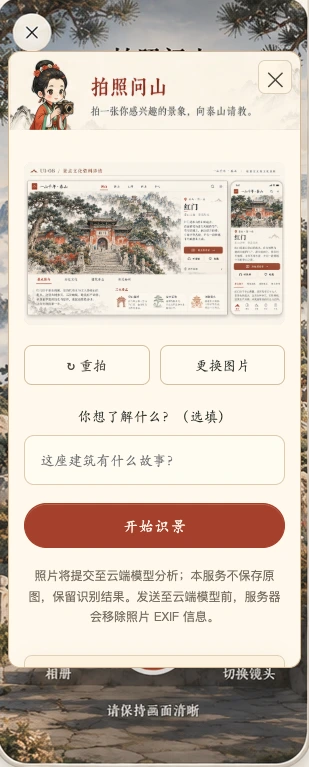 拍照问山
拍一张你感兴趣的景象，向泰山请教。
红门
红门
↻ 重拍
更换图片
你想了解什么？（选填）
这座建筑有什么故事？
开始识景
照片将提交至云端模型分析；本服务不保存原
图，保留识别结果。发送至云端模型前，服务器
会移除照片 EXIF 信息。
相册
切换镜头
请保持画面清晰